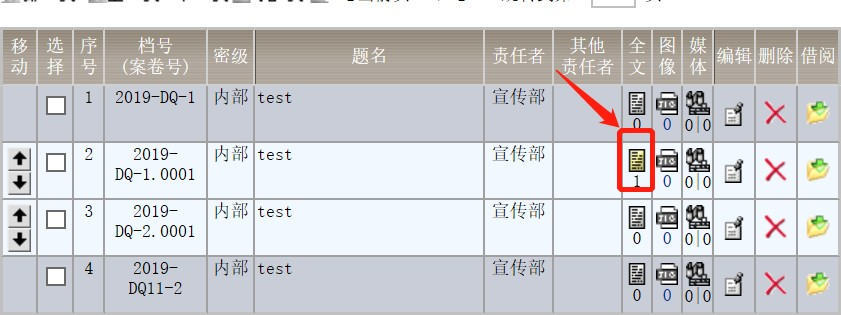 移动 选择 序号 档号(案卷号) 密级 题名 责任者 其他责任者 全文 图像 媒体 编辑 删除 借阅
1 2019-DQ-1 内部 test 宣传部 0 0 0|0
2 2019-DQ-1.0001 内部 test 宣传部 1 0 0|0
3 2019-DQ-2.0001 内部 test 宣传部 0 0 0|0
4 2019-DQ11-2 内部 test 宣传部 0 0 0|0